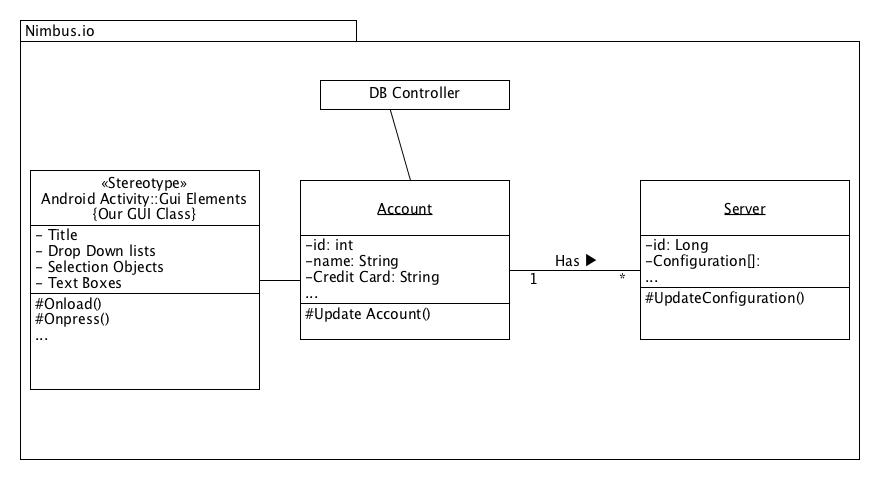 Nimbus.io
DB Controller
«Stereotype»
Android Activity::Gui Elements
{Our GUI Class}
- Title
- Drop Down lists
- Selection Objects
- Text Boxes
#Onload()
#Onpress()
...
Account
-id: int
-name: String
-Credit Card: String
...
#Update Account()
Has ▶
1
*
Server
-id: Long
-Configuration[]:
...
#UpdateConfiguration()